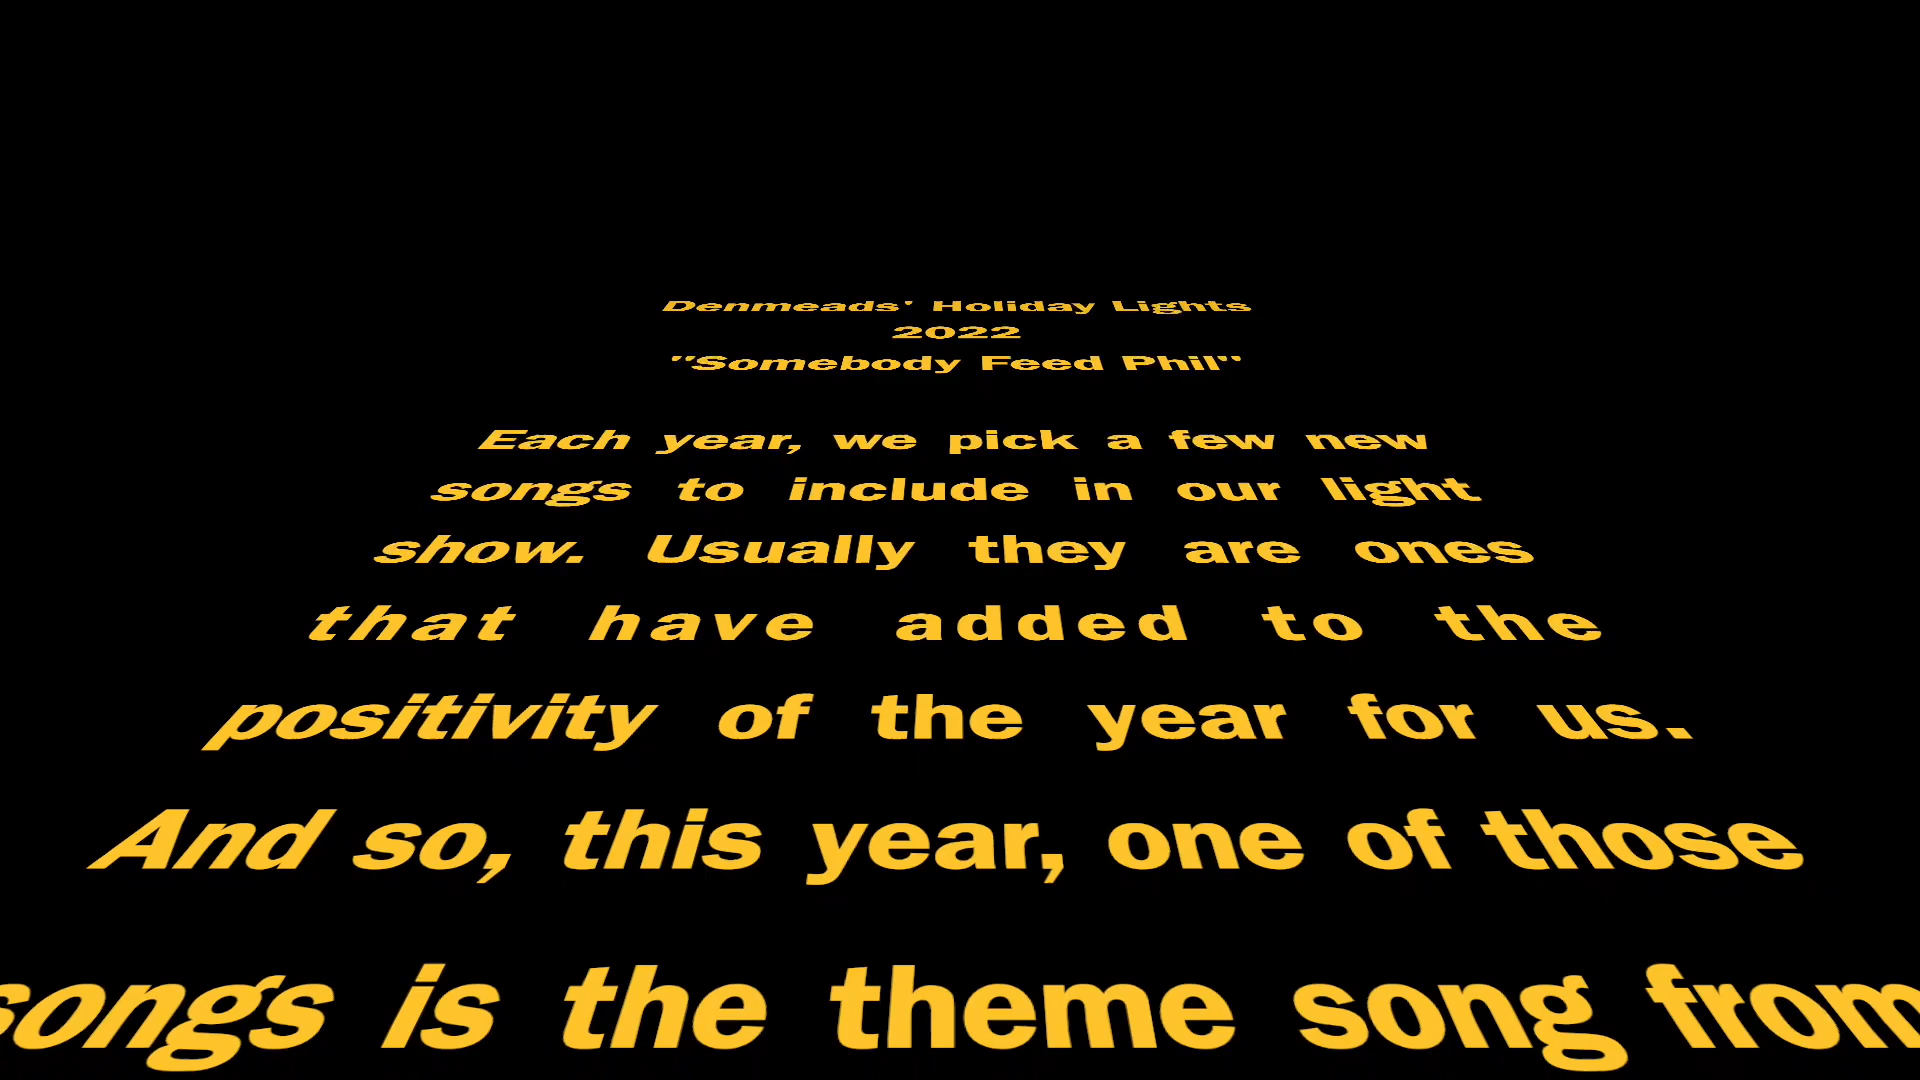 Denmeads' Holiday Lights
2022
"Somebody Feed Phil"
Each year, we pick a few new
songs to include in our light
show. Usually they are ones
that have added to the
positivity of the year for us.
And so, this year, one of those
songs is the theme song from